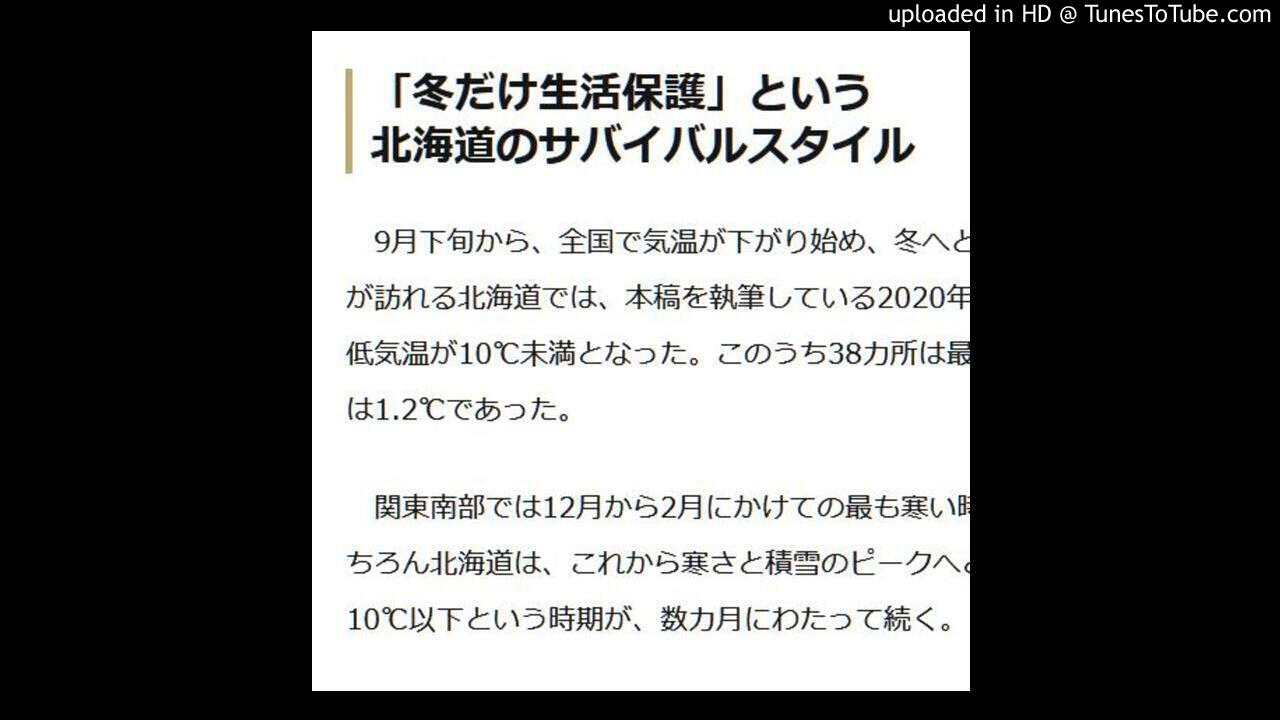 uploaded in HD @ TunesToTube.com
「冬だけ生活保護」という
北海道のサバイバルスタイル
9月下旬から、全国で気温が下がり始め、冬へと
が訪れる北海道では、本稿を執筆している2020年
低気温が10℃未満となった。このうち38カ所は最
は1.2℃であった。
関東南部では12月から2月にかけての最も寒い時
ちろん北海道は、これから寒さと積雪のピークへと
10℃以下という時期が、数カ月にわたって続く。